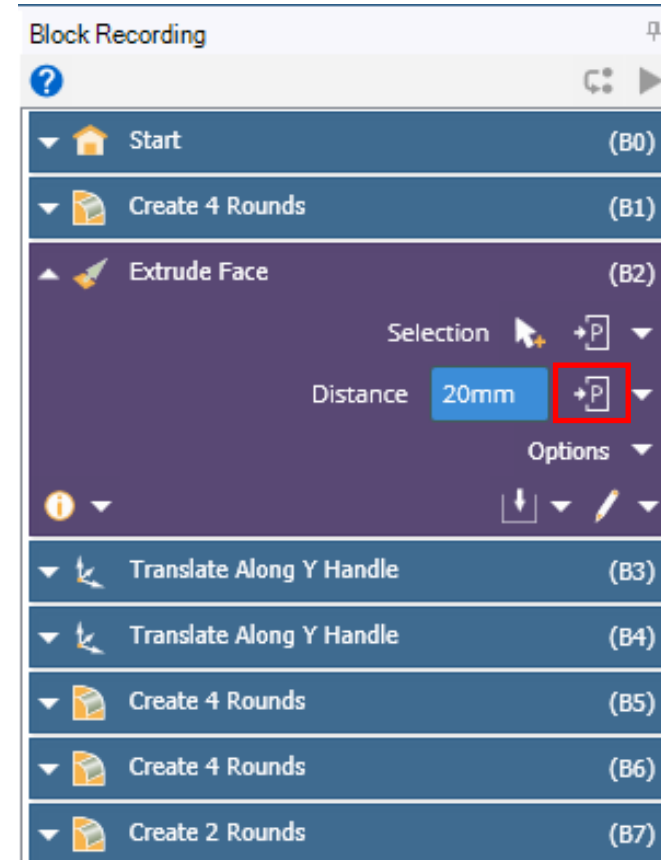 Block Recording
?
Start (B0)
Create 4 Rounds (B1)
Extrude Face (B2)
Selection P
Distance 20mm P
Options
i
Translate Along Y Handle (B3)
Translate Along Y Handle (B4)
Create 4 Rounds (B5)
Create 4 Rounds (B6)
Create 2 Rounds (B7)